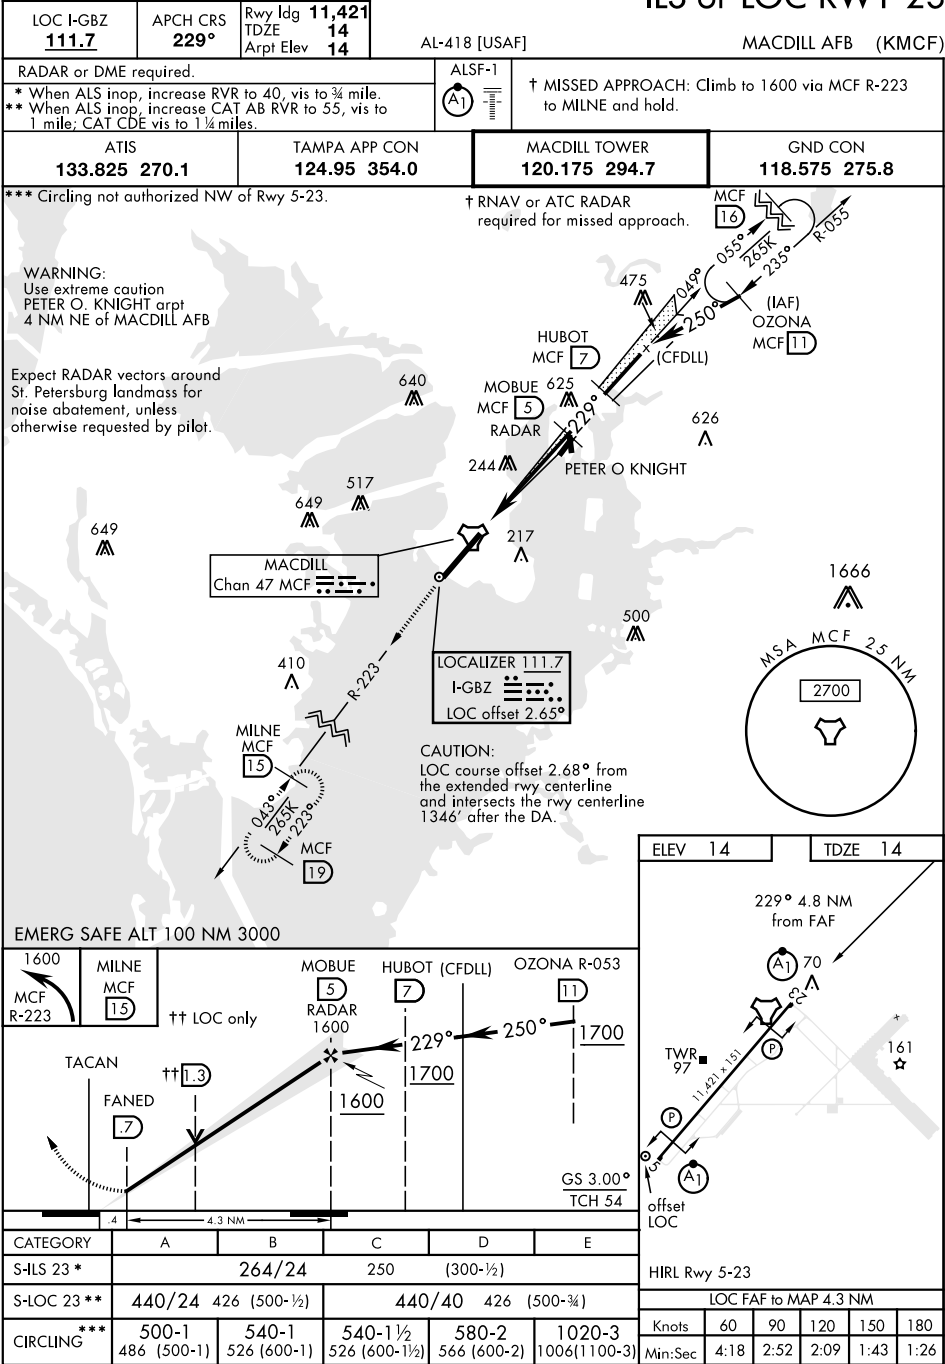 ILS or LOC RWY 23
LOC I-GBZ
111.7
APCH CRS
229°
Rwy ldg 11,421
TDZE 14
Arpt Elev 14
AL-418 [USAF]
MACDILL AFB (KMCF)
RADAR or DME required.
* When ALS inop, increase RVR to 40, vis to ¾ mile.
** When ALS inop, increase CAT AB RVR to 55, vis to
1 mile; CAT CDE vis to 1¼ miles.
ALSF-1
A1
† MISSED APPROACH: Climb to 1600 via MCF R-223
to MILNE and hold.
ATIS
133.825 270.1
TAMPA APP CON
124.95 354.0
MACDILL TOWER
120.175 294.7
GND CON
118.575 275.8
*** Circling not authorized NW of Rwy 5-23.
† RNAV or ATC RADAR
required for missed approach.
MCF
16
R-055
055°
265K
235°
WARNING:
Use extreme caution
PETER O. KNIGHT arpt
4 NM NE of MACDILL AFB
475
049°
250°
(IAF)
OZONA
MCF 11
HUBOT
MCF 7
(CFDLL)
Expect RADAR vectors around
St. Petersburg landmass for
noise abatement, unless
otherwise requested by pilot.
640
MOBUE
MCF 5
RADAR
625
229°
626
244
PETER O KNIGHT
517
649
649
217
MACDILL
Chan 47 MCF
1666
500
MSA MCF 25 NM
2700
LOCALIZER 111.7
I-GBZ
LOC offset 2.65°
410
R-223
MILNE
MCF
15
043°
265K
223°
MCF
19
CAUTION:
LOC course offset 2.68° from
the extended rwy centerline
and intersects the rwy centerline
1346' after the DA.
EMERG SAFE ALT 100 NM 3000
ELEV 14
TDZE 14
229° 4.8 NM
from FAF
A1
70
23
P
TWR
97
11,421 x 151
161
P
5
A1
offset
LOC
HIRL Rwy 5-23
1600
MCF
R-223
MILNE
MCF
15
†† LOC only
MOBUE
5
RADAR
1600
HUBOT
7
(CFDLL)
OZONA R-053
11
229°
250°
1700
1700
1600
TACAN
††1.3
FANED
.7
GS 3.00°
TCH 54
.4
4.3 NM
CATEGORY A B C D E
S-ILS 23 * 264/24 250 (300-½)
S-LOC 23 ** 440/24 426 (500-½) 440/40 426 (500-¾)
CIRCLING *** 500-1 540-1 540-1½ 580-2 1020-3
486 (500-1) 526 (600-1) 526 (600-1½) 566 (600-2) 1006(1100-3)
LOC FAF to MAP 4.3 NM
Knots 60 90 120 150 180
Min:Sec 4:18 2:52 2:09 1:43 1:26